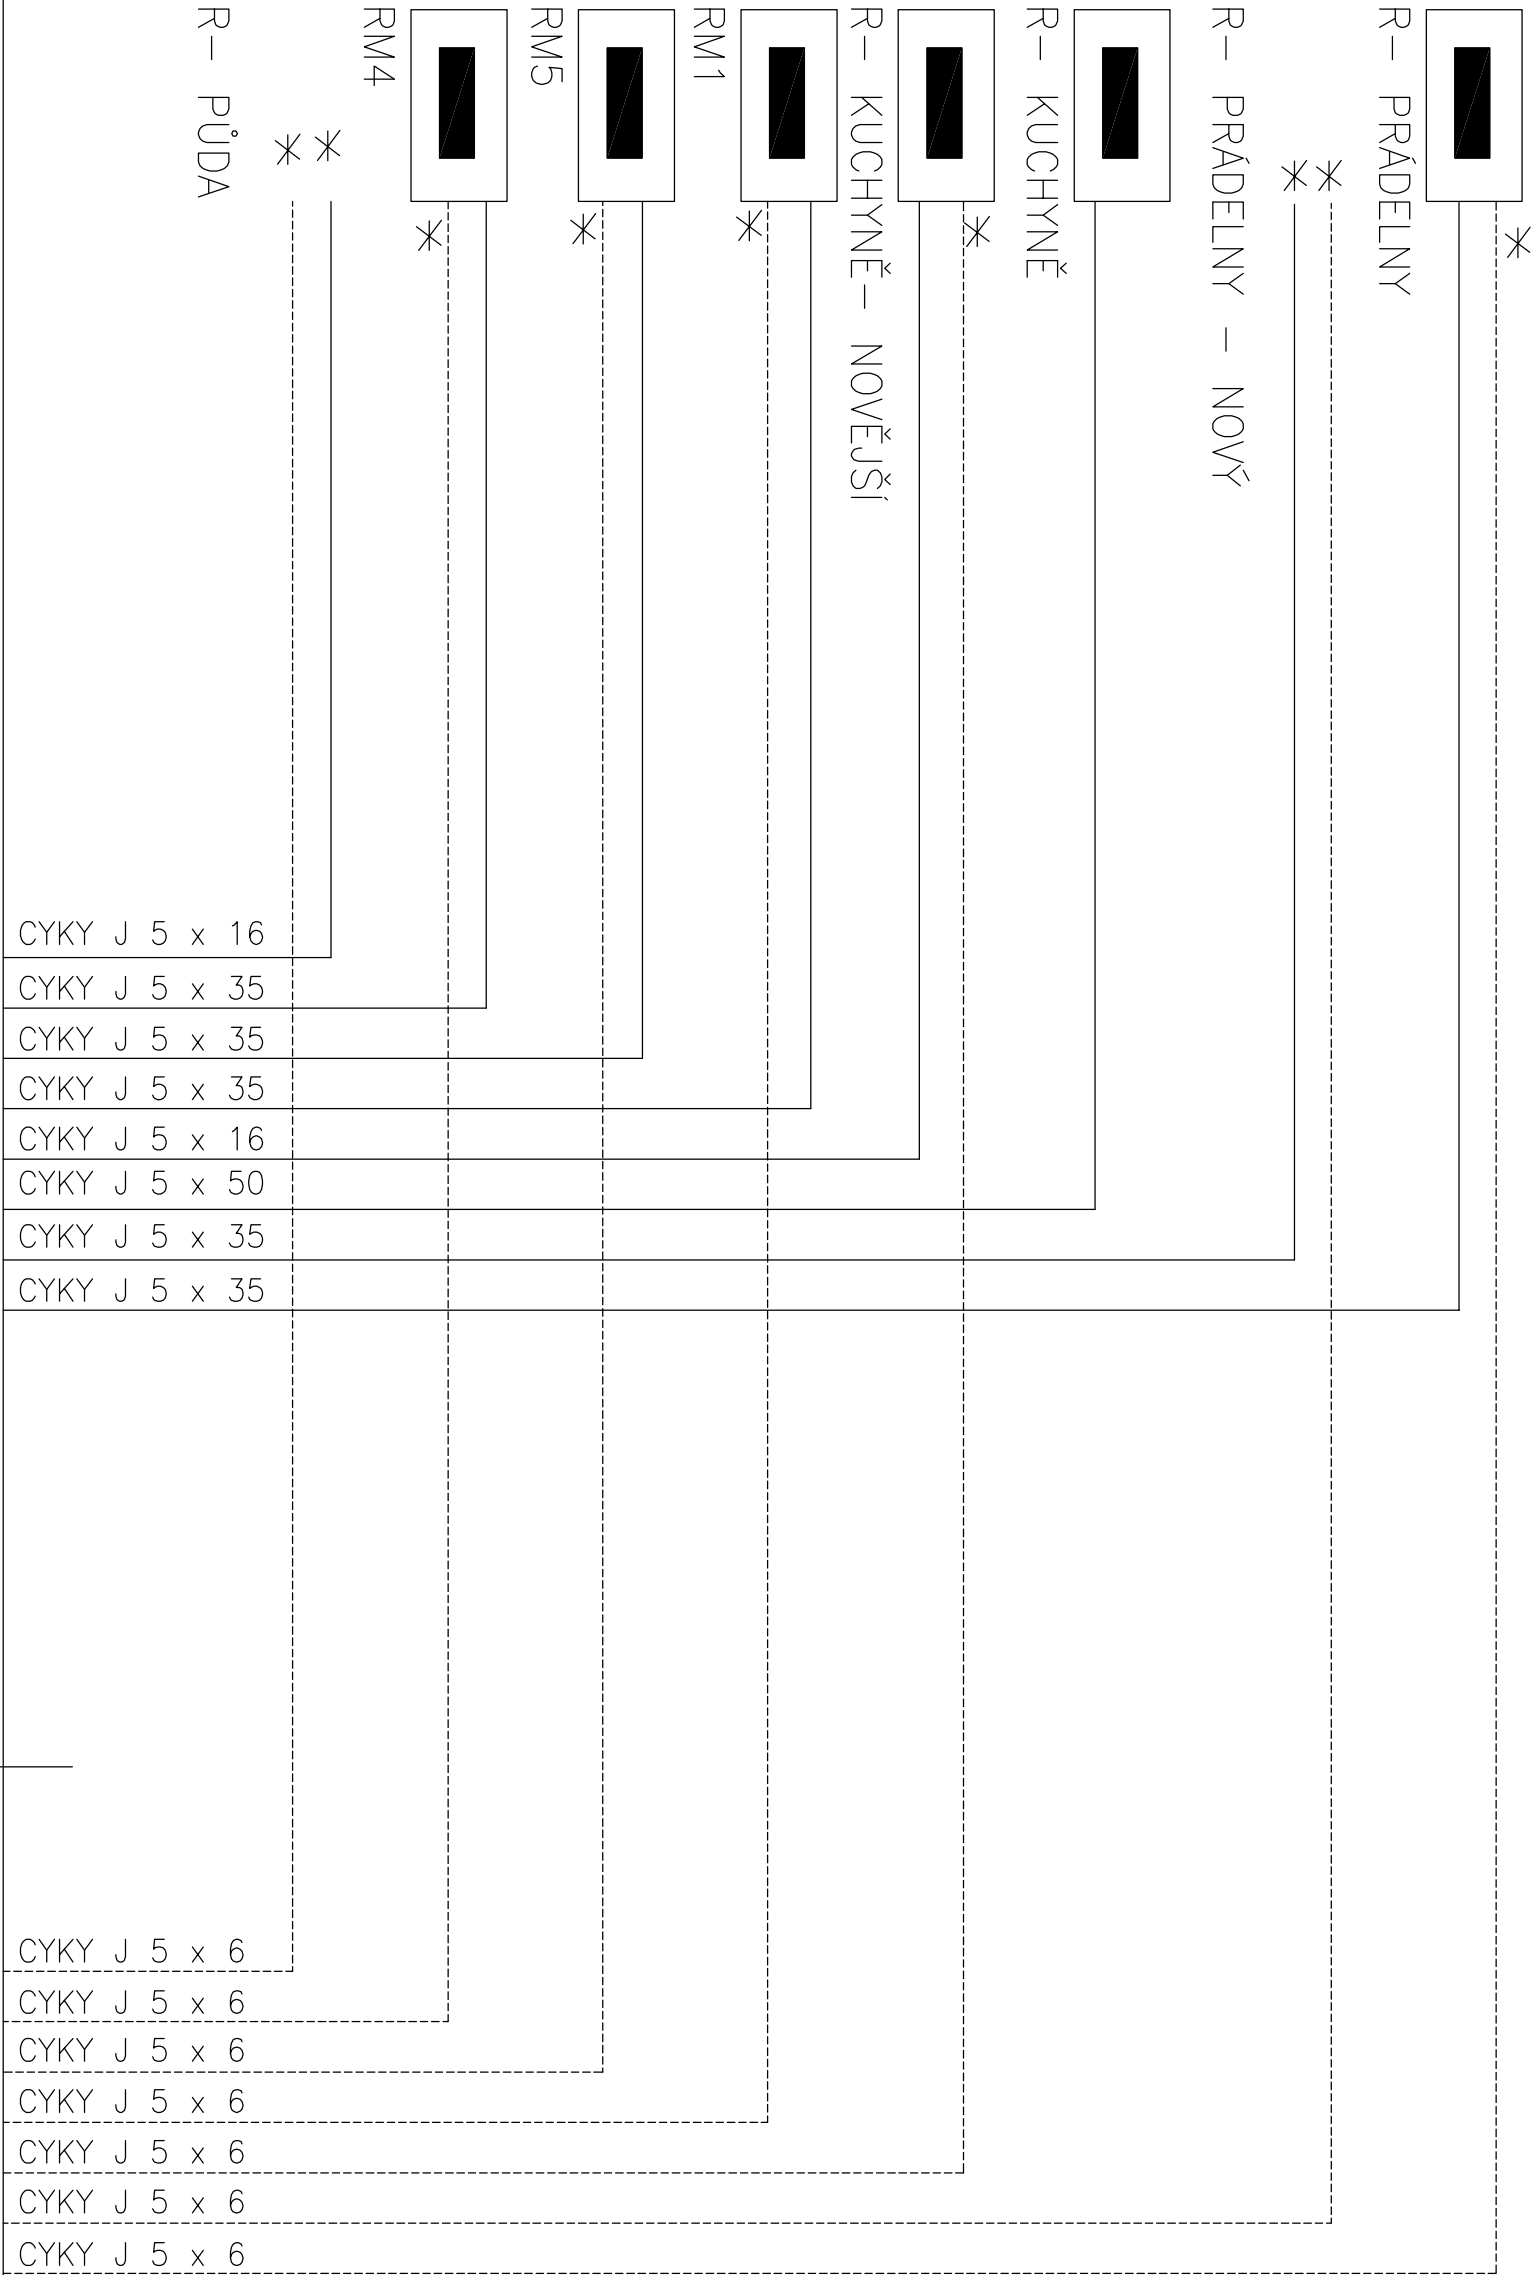 R- PŮDA
RM4
RM5
RM1
R- KUCHYNĚ- NOVĚJŠÍ
R- KUCHYNĚ
R- PRÁDELNY - NOVÝ
R- PRÁDELNY
CYKY J 5 x 16
CYKY J 5 x 35
CYKY J 5 x 35
CYKY J 5 x 35
CYKY J 5 x 16
CYKY J 5 x 50
CYKY J 5 x 35
CYKY J 5 x 35
CYKY J 5 x 6
CYKY J 5 x 6
CYKY J 5 x 6
CYKY J 5 x 6
CYKY J 5 x 6
CYKY J 5 x 6
CYKY J 5 x 6